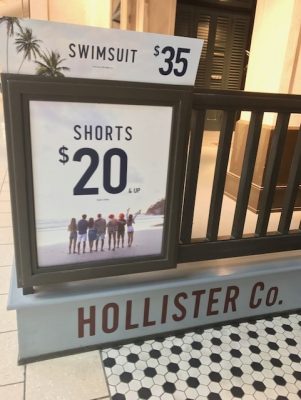 SWIMSUIT $35
SHORTS
$20 & UP
HOLLISTER Co.